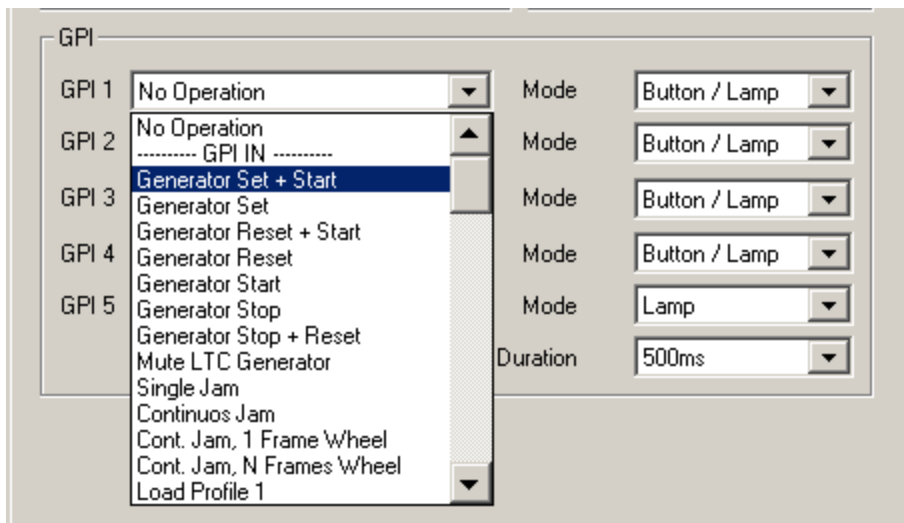 GPI
GPI 1 No Operation Mode Button / Lamp
No Operation
GPI 2 Mode Button / Lamp
---------- GPI IN ----------
Generator Set + Start
GPI 3 Generator Set Mode Button / Lamp
Generator Reset + Start
GPI 4 Generator Reset Mode Button / Lamp
Generator Start
GPI 5 Generator Stop Mode Lamp
Generator Stop + Reset
Mute LTC Generator Duration 500ms
Single Jam
Continuos Jam
Cont. Jam, 1 Frame Wheel
Cont. Jam, N Frames Wheel
Load Profile 1